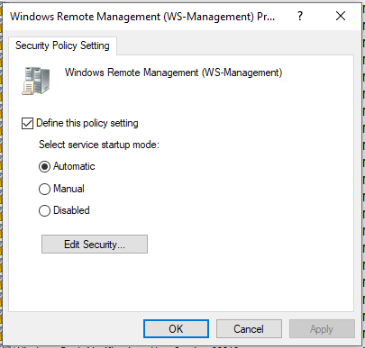 Windows Remote Management (WS-Management) Pr... ? ×
Security Policy Setting
Windows Remote Management (WS-Management)
Define this policy setting
Select service startup mode:
Automatic
Manual
Disabled
Edit Security...
OK Cancel Apply